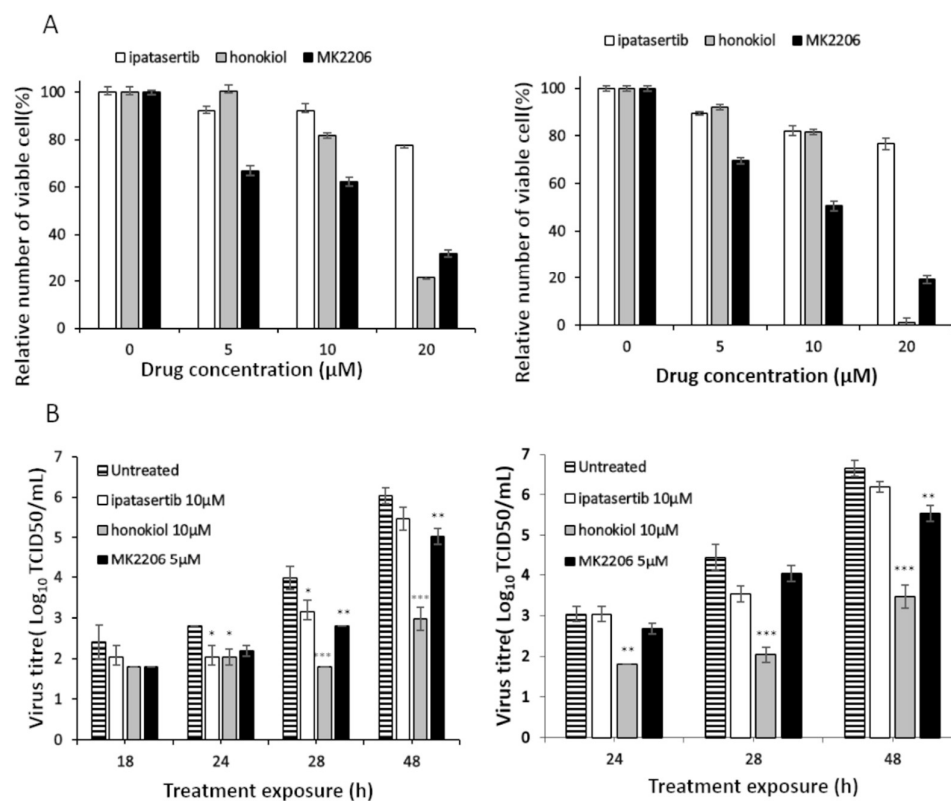 A
ipatasertib honokiol MK2206
Relative number of viable cell(%)
100
80
60
40
20
0
0 5 10 20
Drug concentration (µM)
ipatasertib honokiol MK2206
Relative number of viable cell(%)
100
80
60
40
20
0
0 5 10 20
Drug concentration (µM)
B
Virus titre( Log10 TCID50/mL)
7
6
5
4
3
2
1
0
Untreated
ipatasertib 10µM
honokiol 10µM
MK2206 5µM
* *
* *** **
*** **
18 24 28 48
Treatment exposure (h)
Virus titre( Log10 TCID50/mL)
7
6
5
4
3
2
1
0
Untreated
ipatasertib 10µM
honokiol 10µM
MK2206 5µM
**
***
*** **
24 28 48
Treatment exposure (h)